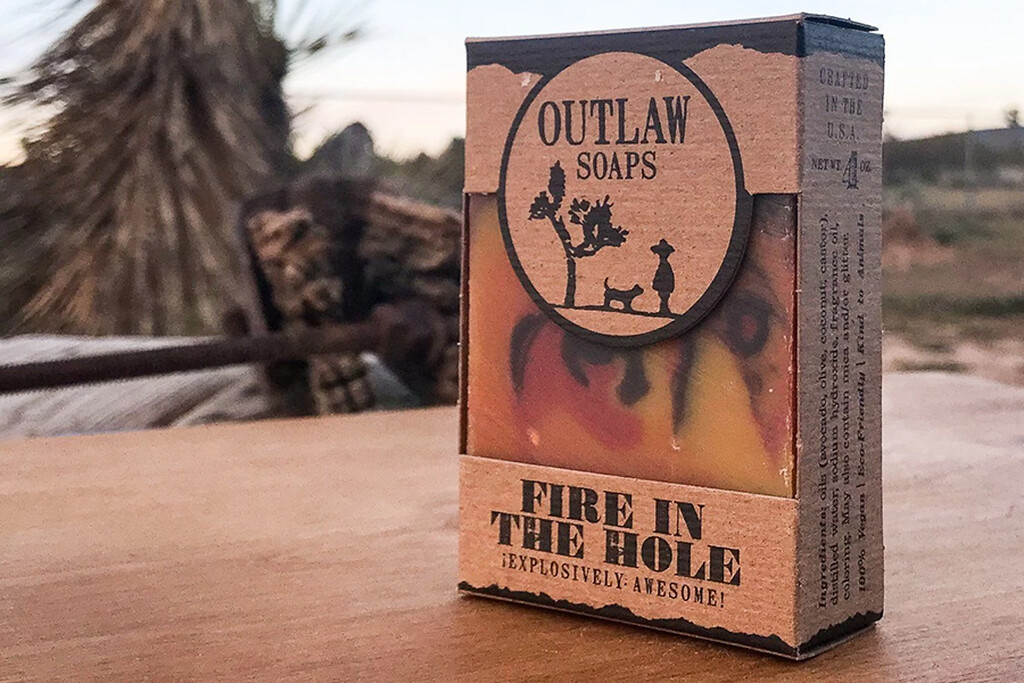 OUTLAW
SOAPS
FIRE IN
THE HOLE
¡EXPLOSIVELY AWESOME!
CRAFTED
IN THE
U.S.A.
NET WT. 4 OZ.
Ingredients: oils (avocado, olive, coconut, castor),
distilled water, sodium hydroxide, fragrance oil,
coloring. May also contain mica and/or glitter.
100% Vegan | Eco-Friendly | Kind to Animals